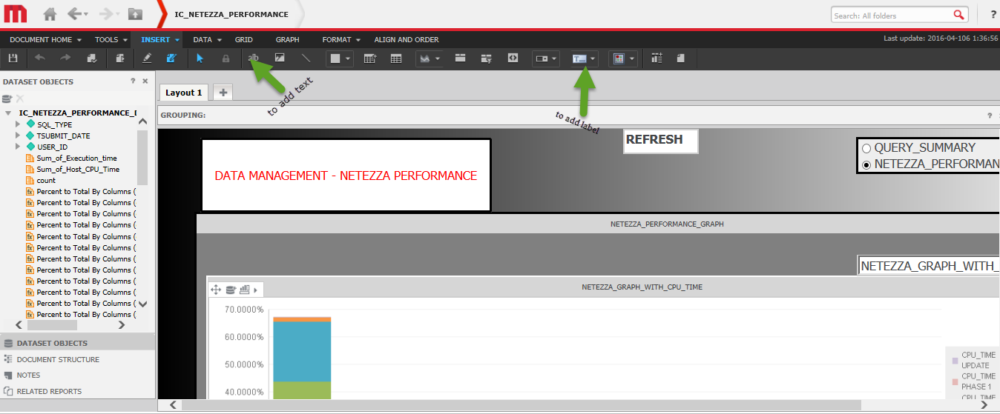 IC_NETEZZA_PERFORMANCE
Search: All folders
?
DOCUMENT HOME TOOLS INSERT DATA GRID GRAPH FORMAT ALIGN AND ORDER
Last update: 2016-04-106 1:36:56
ab
T
DATASET OBJECTS ? ×
IC_NETEZZA_PERFORMANCE_I
SQL_TYPE
TSUBMIT_DATE
USER_ID
Sum_of_Execution_time
Sum_of_Host_CPU_Time
count
Percent to Total By Columns (
Percent to Total By Columns (
Percent to Total By Columns (
Percent to Total By Columns (
Percent to Total By Columns (
Percent to Total By Columns (
Percent to Total By Columns (
Percent to Total By Columns (
Percent to Total By Columns (
Percent to Total By Columns (
Percent to Total By Columns (
Percent to Total By Columns (
DATASET OBJECTS
DOCUMENT STRUCTURE
NOTES
RELATED REPORTS
to add text
to add label
Layout 1 +
GROUPING: ?
REFRESH
QUERY_SUMMARY
NETEZZA_PERFORMAN
DATA MANAGEMENT - NETEZZA PERFORMANCE
NETEZZA_PERFORMANCE_GRAPH
NETEZZA_GRAPH_WITH_
NETEZZA_GRAPH_WITH_CPU_TIME
70.0000%
60.0000%
50.0000%
40.0000%
CPU_TIME
UPDATE
CPU_TIME
PHASE 1
CPU_TIME